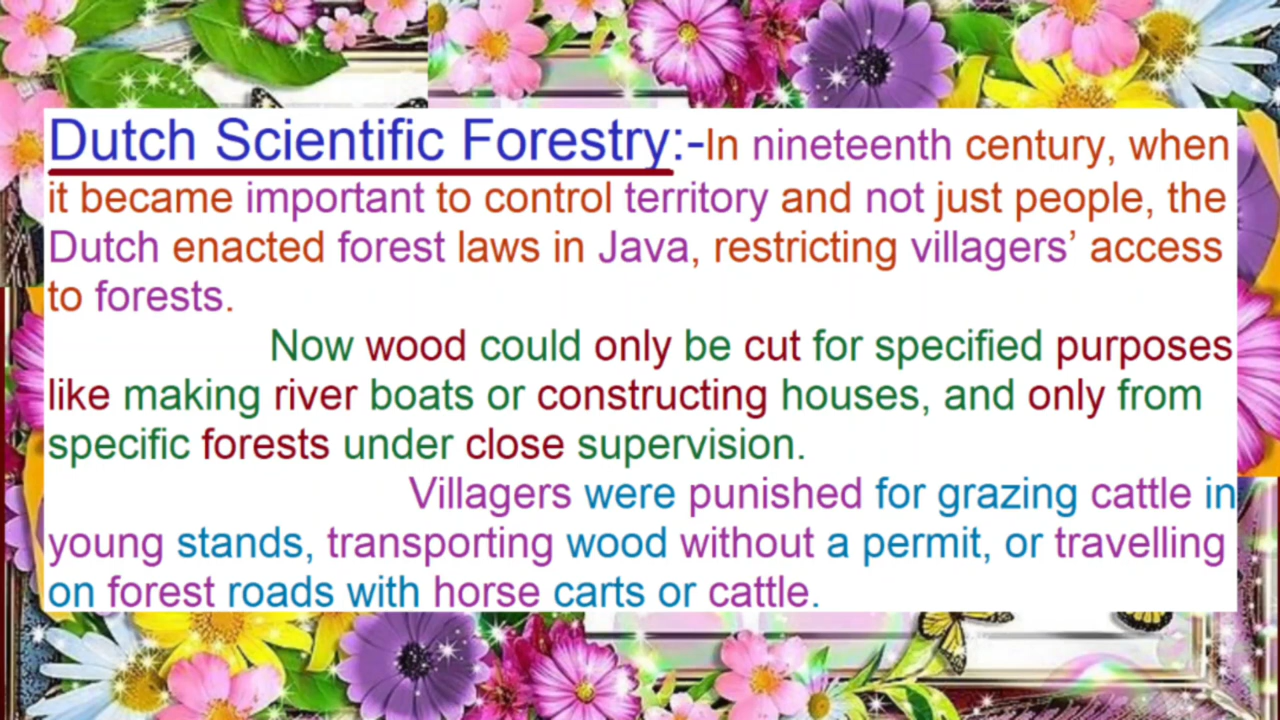 Dutch Scientific Forestry:-In nineteenth century, when
it became important to control territory and not just people, the
Dutch enacted forest laws in Java, restricting villagers’ access
to forests.
Now wood could only be cut for specified purposes
like making river boats or constructing houses, and only from
specific forests under close supervision.
Villagers were punished for grazing cattle in
young stands, transporting wood without a permit, or travelling
on forest roads with horse carts or cattle.